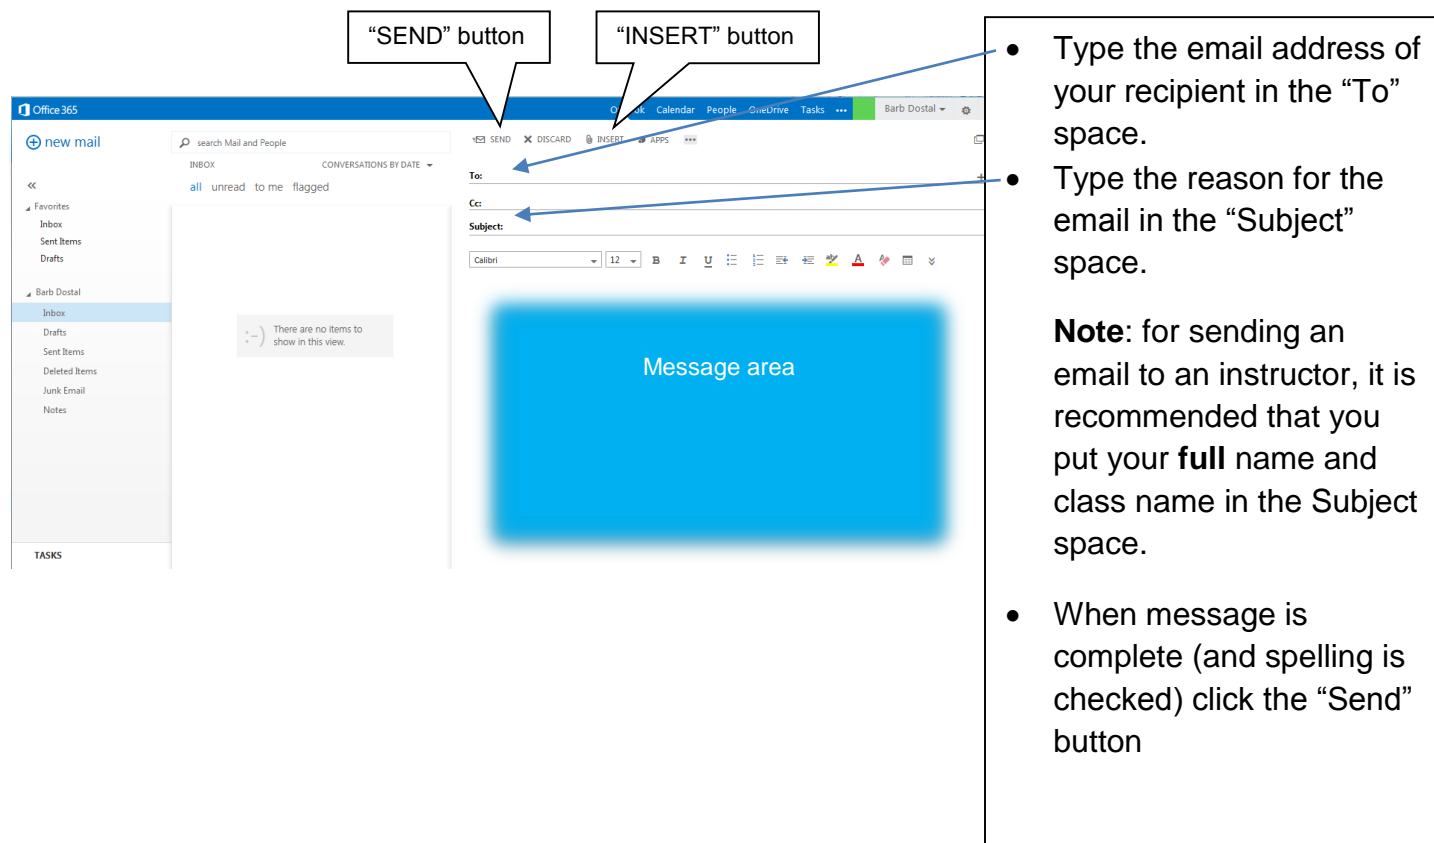 “SEND” button
“INSERT” button
Office 365
Calendar People OneDrive Tasks ••• Barb Dostal
new mail
search Mail and People
SEND DISCARD INSERT APPS •••
INBOX CONVERSATIONS BY DATE
all unread to me flagged
To:
Cc:
Subject:
Calibri 12 B I U A
«
Favorites
Inbox
Sent Items
Drafts
Barb Dostal
Inbox
Drafts
Sent Items
Deleted Items
Junk Email
Notes
TASKS
:-) There are no items to
show in this view.
Message area
• Type the email address of
your recipient in the “To”
space.
• Type the reason for the
email in the “Subject”
space.
Note: for sending an
email to an instructor, it is
recommended that you
put your full name and
class name in the Subject
space.
• When message is
complete (and spelling is
checked) click the “Send”
button